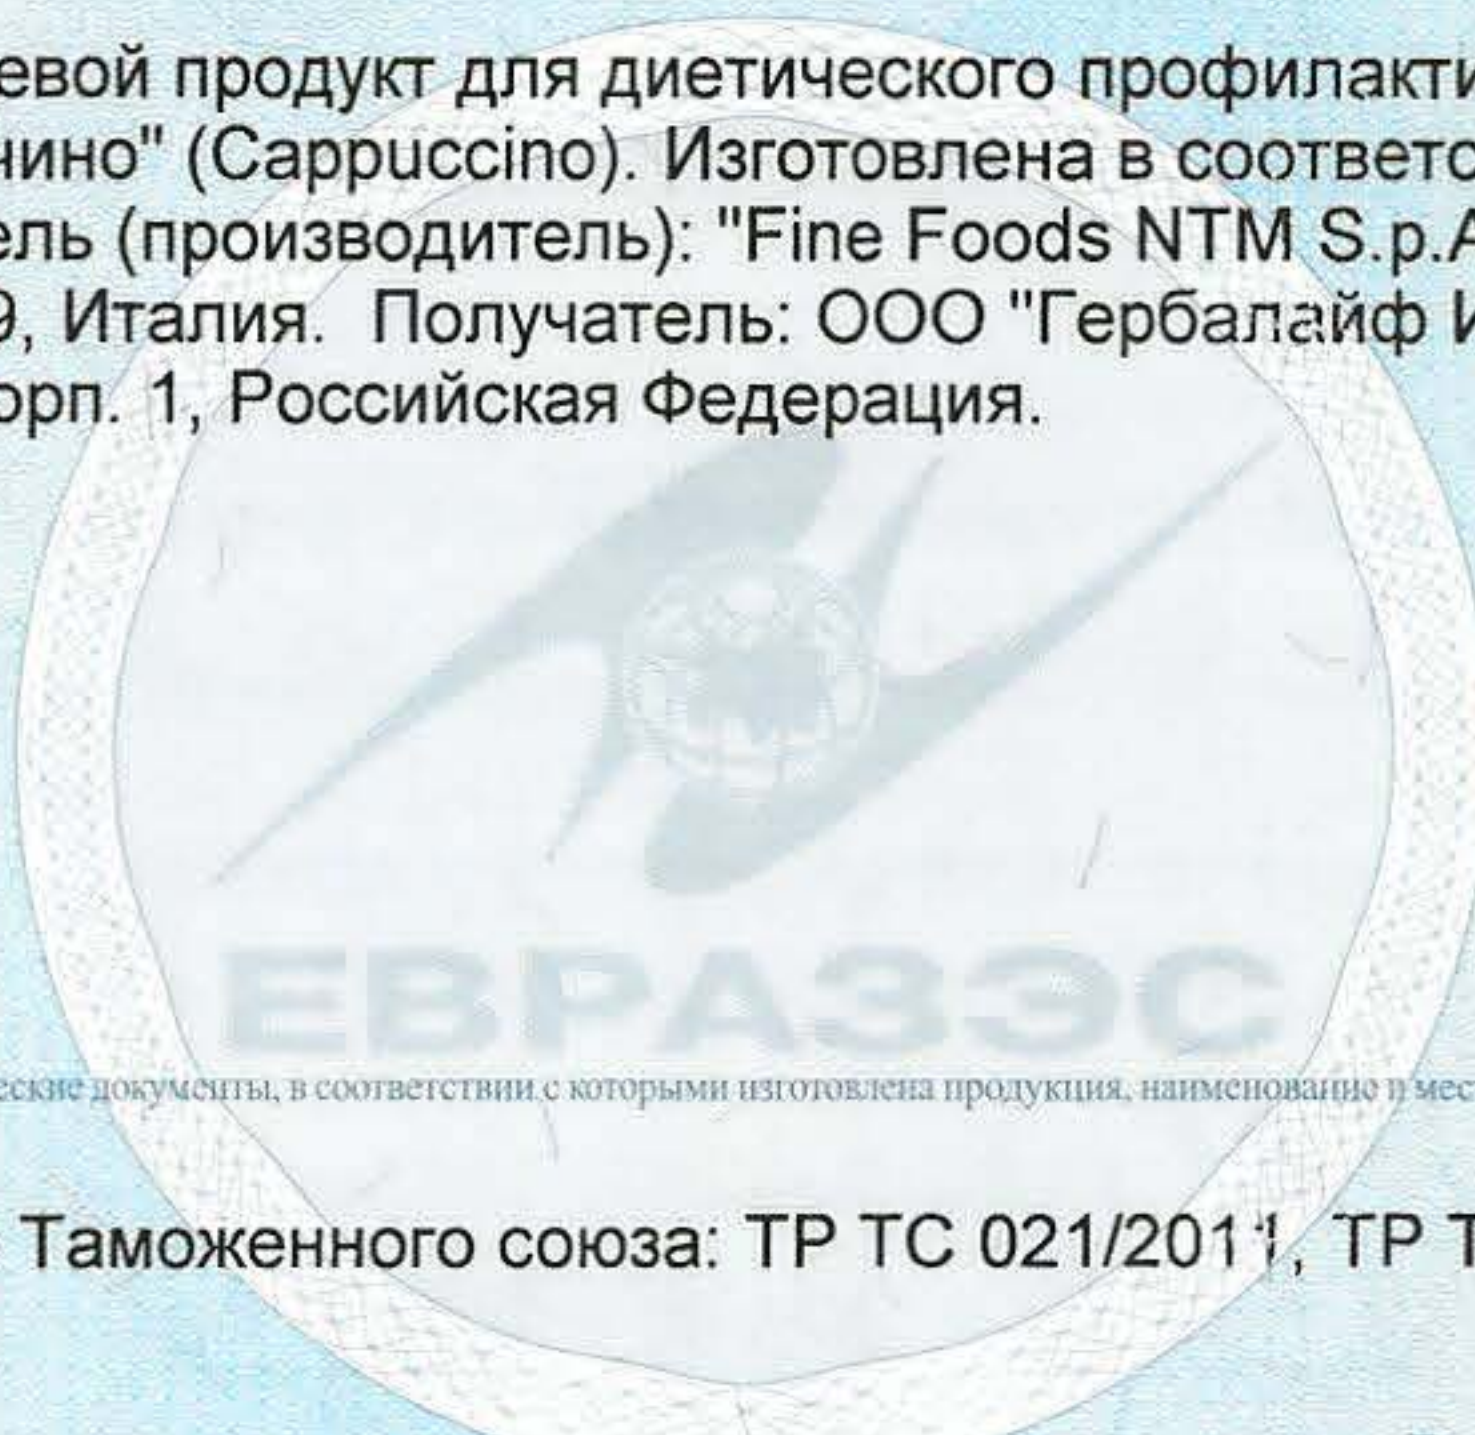 евой продукт для диетического профилакти
чино" (Cappuccino). Изготовлена в соответс
ель (производитель): "Fine Foods NTM S.p.A
9, Италия. Получатель: ООО "Гербалайф И
орп. 1, Российская Федерация.
ЕВРАЗЭС
еские документы, в соответствии с которыми изготовлена продукция, наименование и мес
Таможенного союза: ТР ТС 021/2011, ТР Т